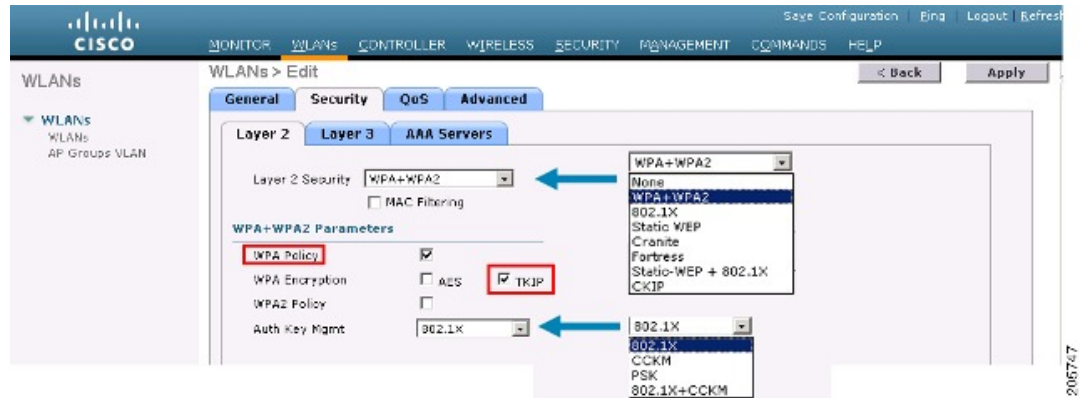 Save Configuration Ping Logout Refresh
CISCO
MONITOR WLANs CONTROLLER WIRELESS SECURITY MANAGEMENT COMMANDS HELP
WLANs
WLANs > Edit
< Back Apply
General Security QoS Advanced
WLANs
WLANs
AP Groups VLAN
Layer 2 Layer 3 AAA Servers
Layer 2 Security WPA+WPA2
MAC Filtering
WPA+WPA2 Parameters
WPA Policy
WPA Encryption AES TKIP
WPA2 Policy
Auth Key Mgmt 802.1X
WPA+WPA2
None
WPA+WPA2
802.1X
Static WEP
Cranite
Fortress
Static-WEP + 802.1X
CKIP
802.1X
802.1X
CCKM
PSK
802.1X+CCKM
205747